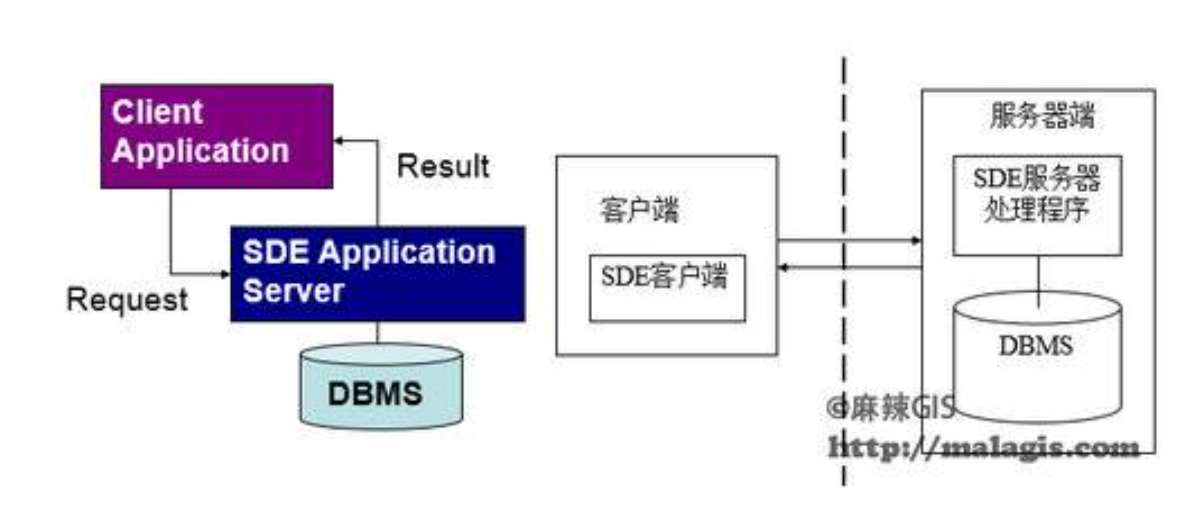 Client
Application
Result
SDE Application
Server
Request
DBMS
客户端
SDE客户端
服务器端
SDE服务器
处理程序
DBMS
©麻辣GIS
http://malagis.com